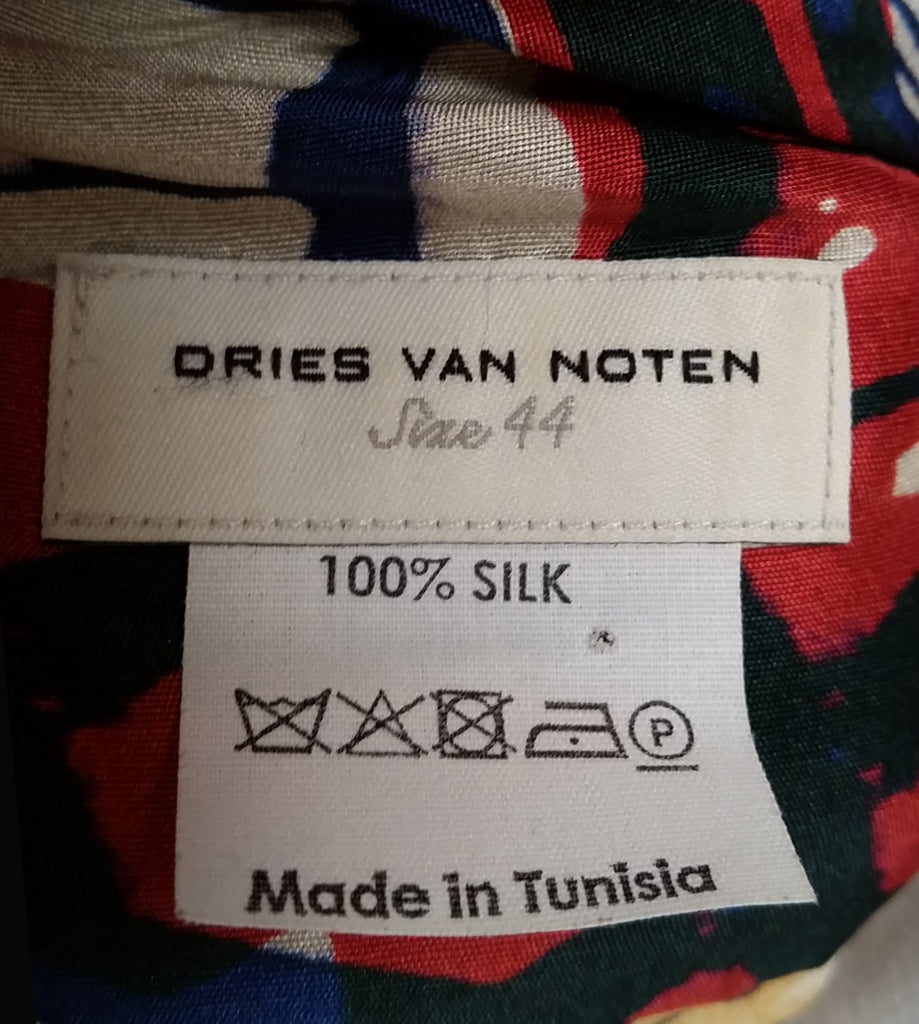 DRIES VAN NOTEN
Size 44
100% SILK
P
Made in Tunisia